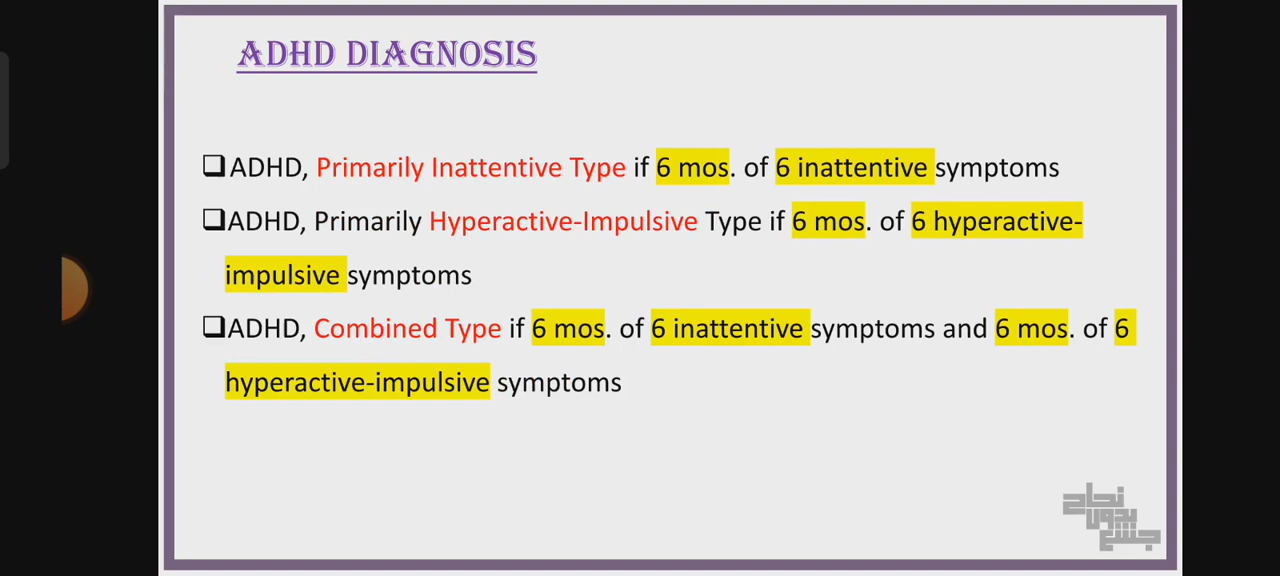 ADHD DIAGNOSIS
❑ADHD, Primarily Inattentive Type if 6 mos. of 6 inattentive symptoms
❑ADHD, Primarily Hyperactive-Impulsive Type if 6 mos. of 6 hyperactive-
impulsive symptoms
❑ADHD, Combined Type if 6 mos. of 6 inattentive symptoms and 6 mos. of 6
hyperactive-impulsive symptoms
نجاح
بدون